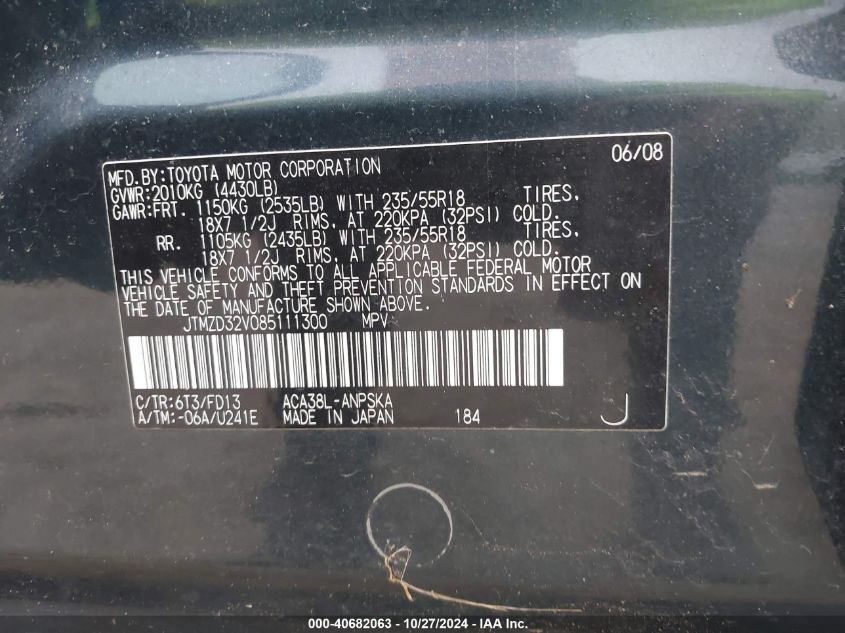 06/08
MFD.BY:TOYOTA MOTOR CORPORATION
GVWR:2010KG (4430LB)
GAWR:FRT. 1150KG (2535LB) WITH 235/55R18 TIRES,
18X7 1/2J RIMS, AT 220KPA (32PSI) COLD.
RR. 1105KG (2435LB) WITH 235/55R18 TIRES,
18X7 1/2J RIMS, AT 220KPA (32PSI) COLD.
THIS VEHICLE CONFORMS TO ALL APPLICABLE FEDERAL MOTOR
VEHICLE SAFETY AND THEFT PREVENTION STANDARDS IN EFFECT ON
THE DATE OF MANUFACTURE SHOWN ABOVE.
JTMZD32V085111300 MPV
C/TR:6T3/FD13 ACA38L-ANPSKA
A/TM:-06A/U241E MADE IN JAPAN 184 J
000-40682063 - 10/27/2024 - IAA Inc.